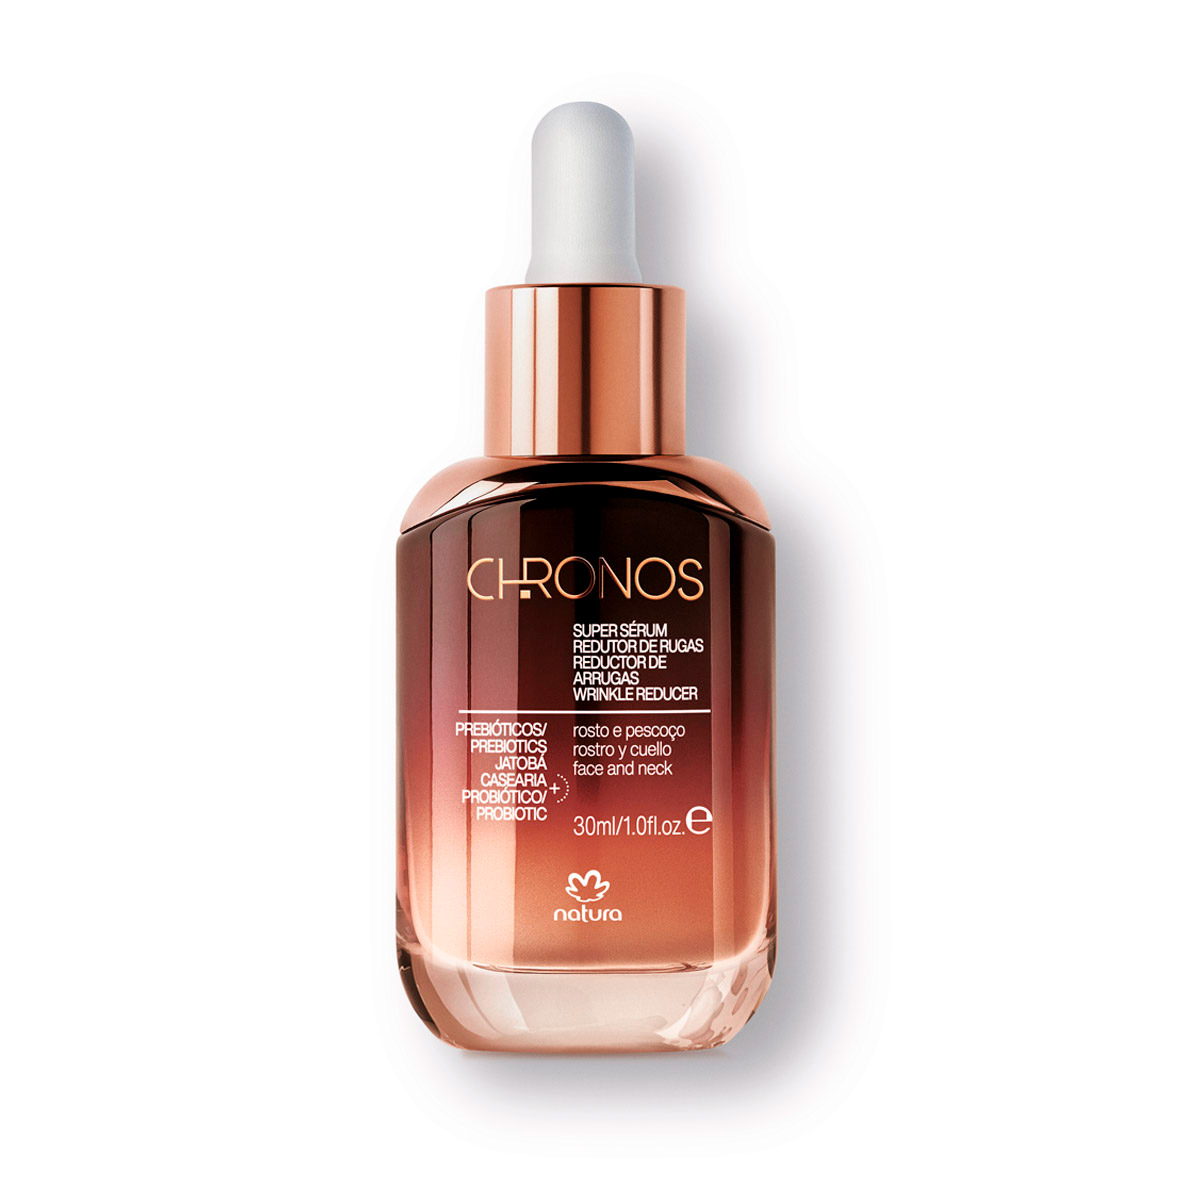 CHRONOS
SUPER SÉRUM
REDUTOR DE RUGAS
REDUCTOR DE
ARRUGAS
WRINKLE REDUCER
PREBIÓTICOS/
PREBIOTICS
JATOBÁ
CASEARIA
PROBIÓTICO/
PROBIOTIC
+
rosto e pescoço
rostro y cuello
face and neck
30ml/1.0fl.oz.℮
natura